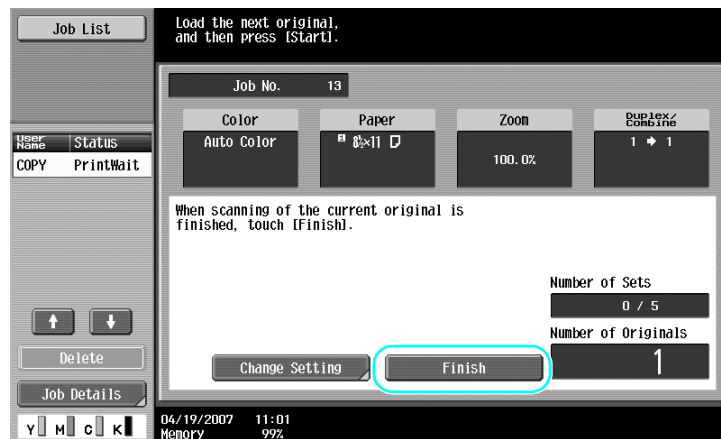 Job List
Load the next original,
and then press [Start].
Job No. 13
Color
Paper
Zoom
Duplex/
Combine
Auto Color
8½×11
100.0%
1 → 1
User
Name
Status
COPY
PrintWait
When scanning of the current original is
finished, touch [Finish].
Number of Sets
0 / 5
Number of Originals
1
Delete
Change Setting
Finish
Job Details
Y M C K
04/19/2007 11:01
Memory 99%